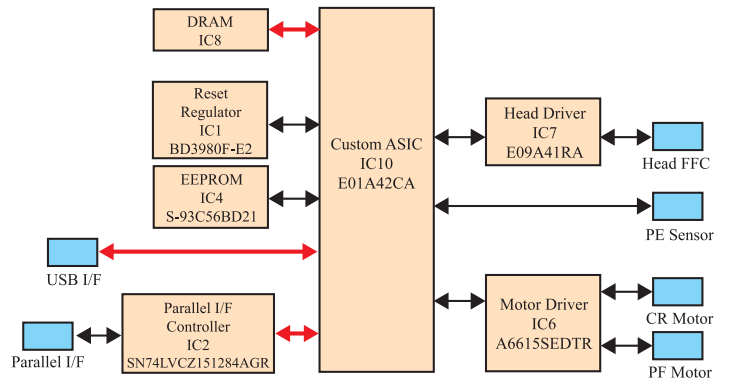 DRAM
IC8
Reset
Regulator
IC1
BD3980F-E2
EEPROM
IC4
S-93C56BD21
USB I/F
Parallel I/F
Controller
IC2
SN74LVCZ151284AGR
Parallel I/F
Custom ASIC
IC10
E01A42CA
Head Driver
IC7
E09A41RA
Head FFC
PE Sensor
Motor Driver
IC6
A6615SEDTR
CR Motor
PF Motor